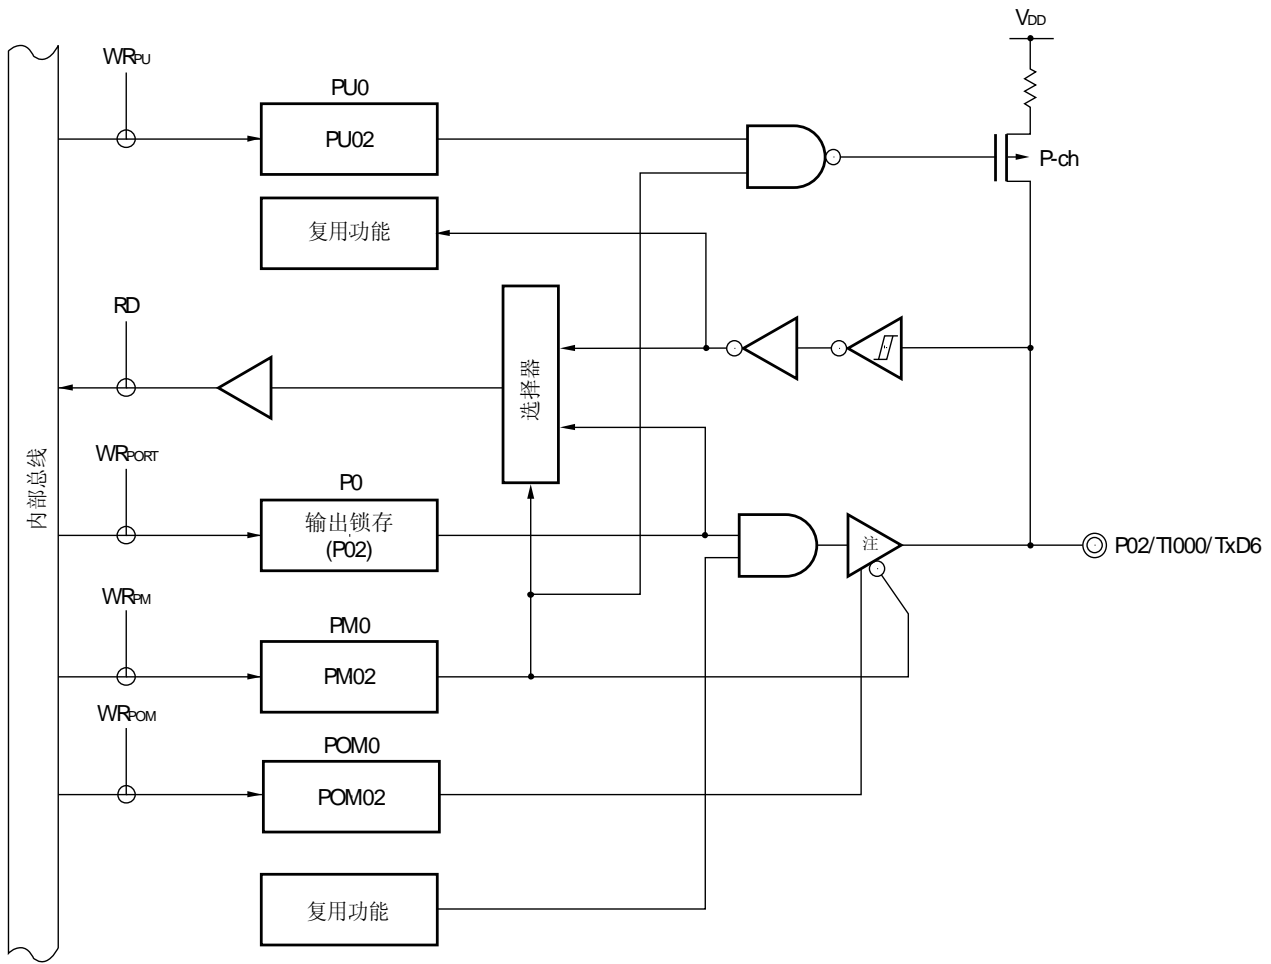 VDD
WRPU
PU0
PU02
P-ch
复用功能
RD
选择器
内部总线
WRPORT
P0
输出锁存
(P02)
注
P02/TI000/TxD6
WRPM
PM0
PM02
WRPOM
POM0
POM02
复用功能